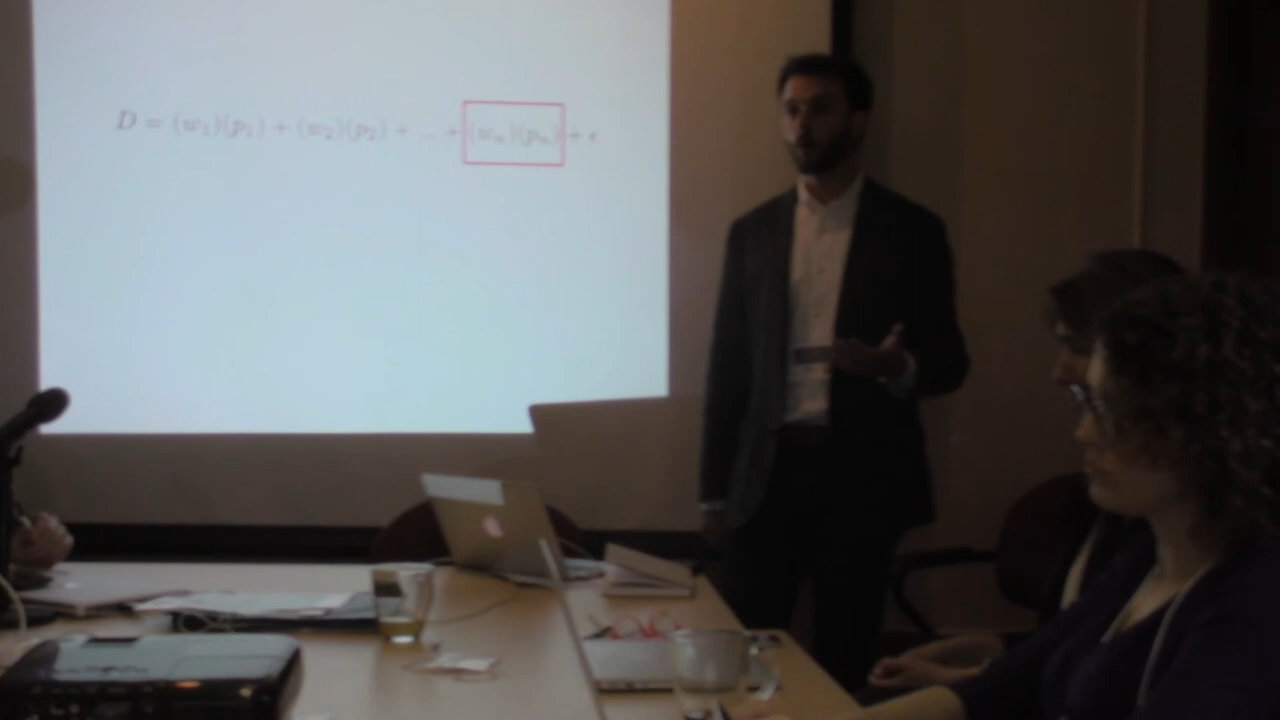 D = (w₁)(p₁) + (w₂)(p₂) + ... + (wₙ)(pₙ) + ϵ